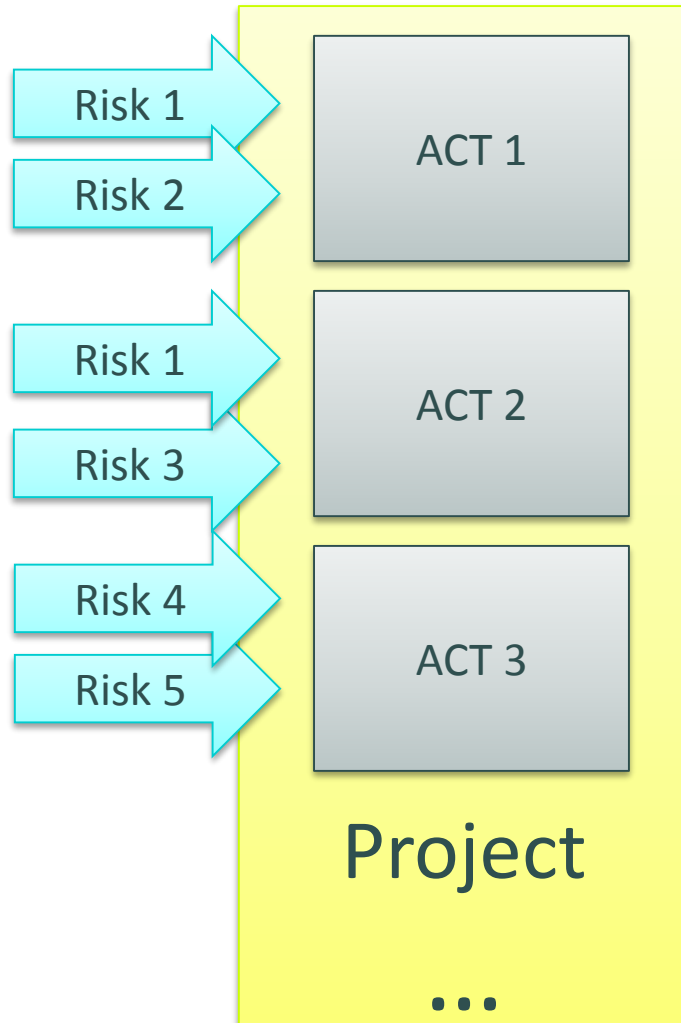 Risk 1
ACT 1
Risk 2
Risk 1
ACT 2
Risk 3
Risk 4
ACT 3
Risk 5
Project
...